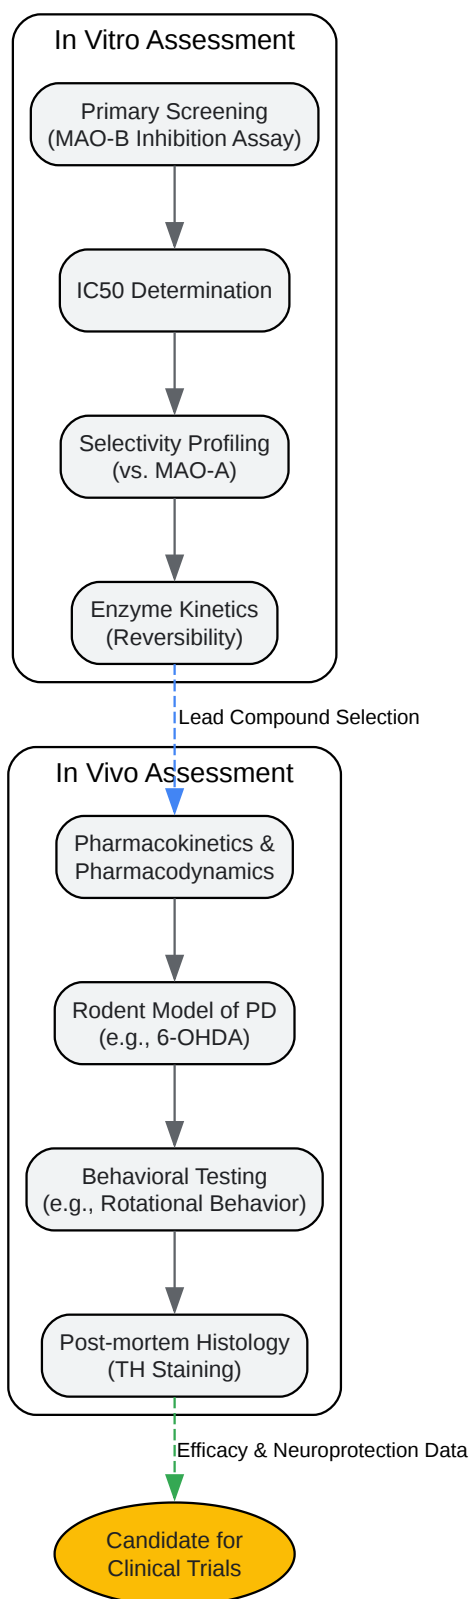 In Vitro Assessment
Primary Screening
(MAO-B Inhibition Assay)
IC50 Determination
Selectivity Profiling
(vs. MAO-A)
Enzyme Kinetics
(Reversibility)
Lead Compound Selection
In Vivo Assessment
Pharmacokinetics &
Pharmacodynamics
Rodent Model of PD
(e.g., 6-OHDA)
Behavioral Testing
(e.g., Rotational Behavior)
Post-mortem Histology
(TH Staining)
Efficacy & Neuroprotection Data
Candidate for
Clinical Trials